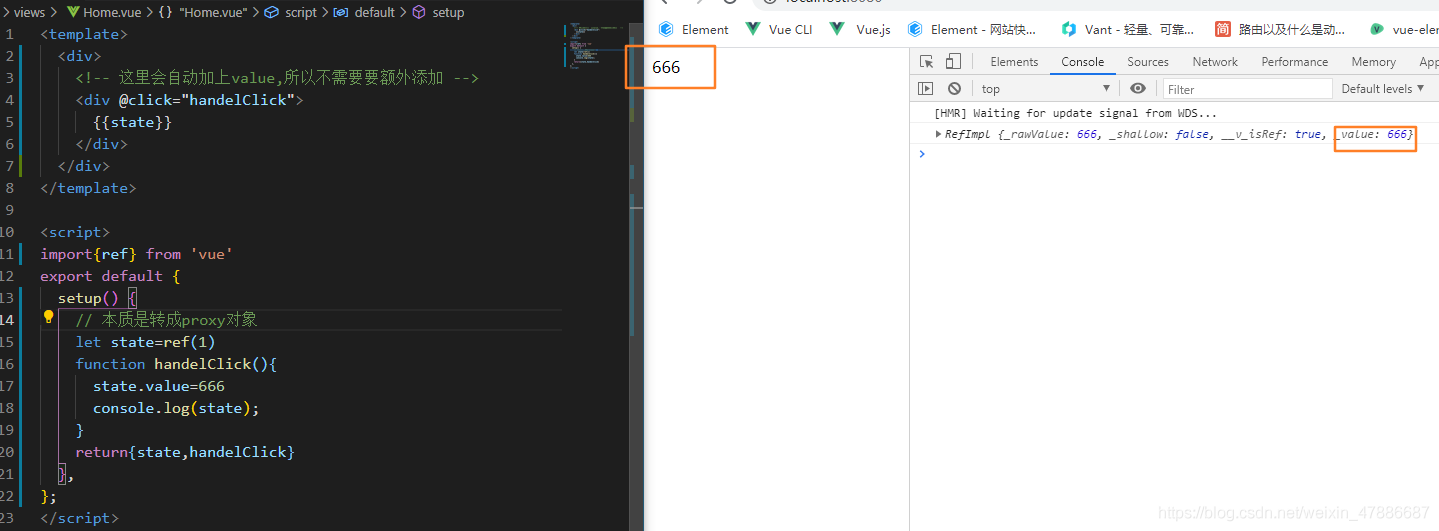 views > Home.vue > {} "Home.vue" > script > default > setup
1 <template>
2 <div>
3 <!-- 这里会自动加上value,所以不需要要额外添加 -->
4 <div @click="handelClick">
5 {{state}}
6 </div>
7 </div>
8 </template>
9
10 <script>
11 import{ref} from 'vue'
12 export default {
13 setup() {
14 // 本质是转成proxy对象
15 let state=ref(1)
16 function handelClick(){
17 state.value=666
18 console.log(state);
19 }
20 return{state,handelClick}
21 },
22 };
23 </script>
Element Vue CLI Vue.js Element - 网站快... Vant - 轻量、可靠... 路由以及什么是动... vue-elem
666
Elements Console Sources Network Performance Memory A
top Filter Default levels ▼
[HMR] Waiting for update signal from WDS...
RefImpl {_rawValue: 666, _shallow: false, __v_isRef: true, _value: 666}
https://blog.csdn.net/weixin_47886687